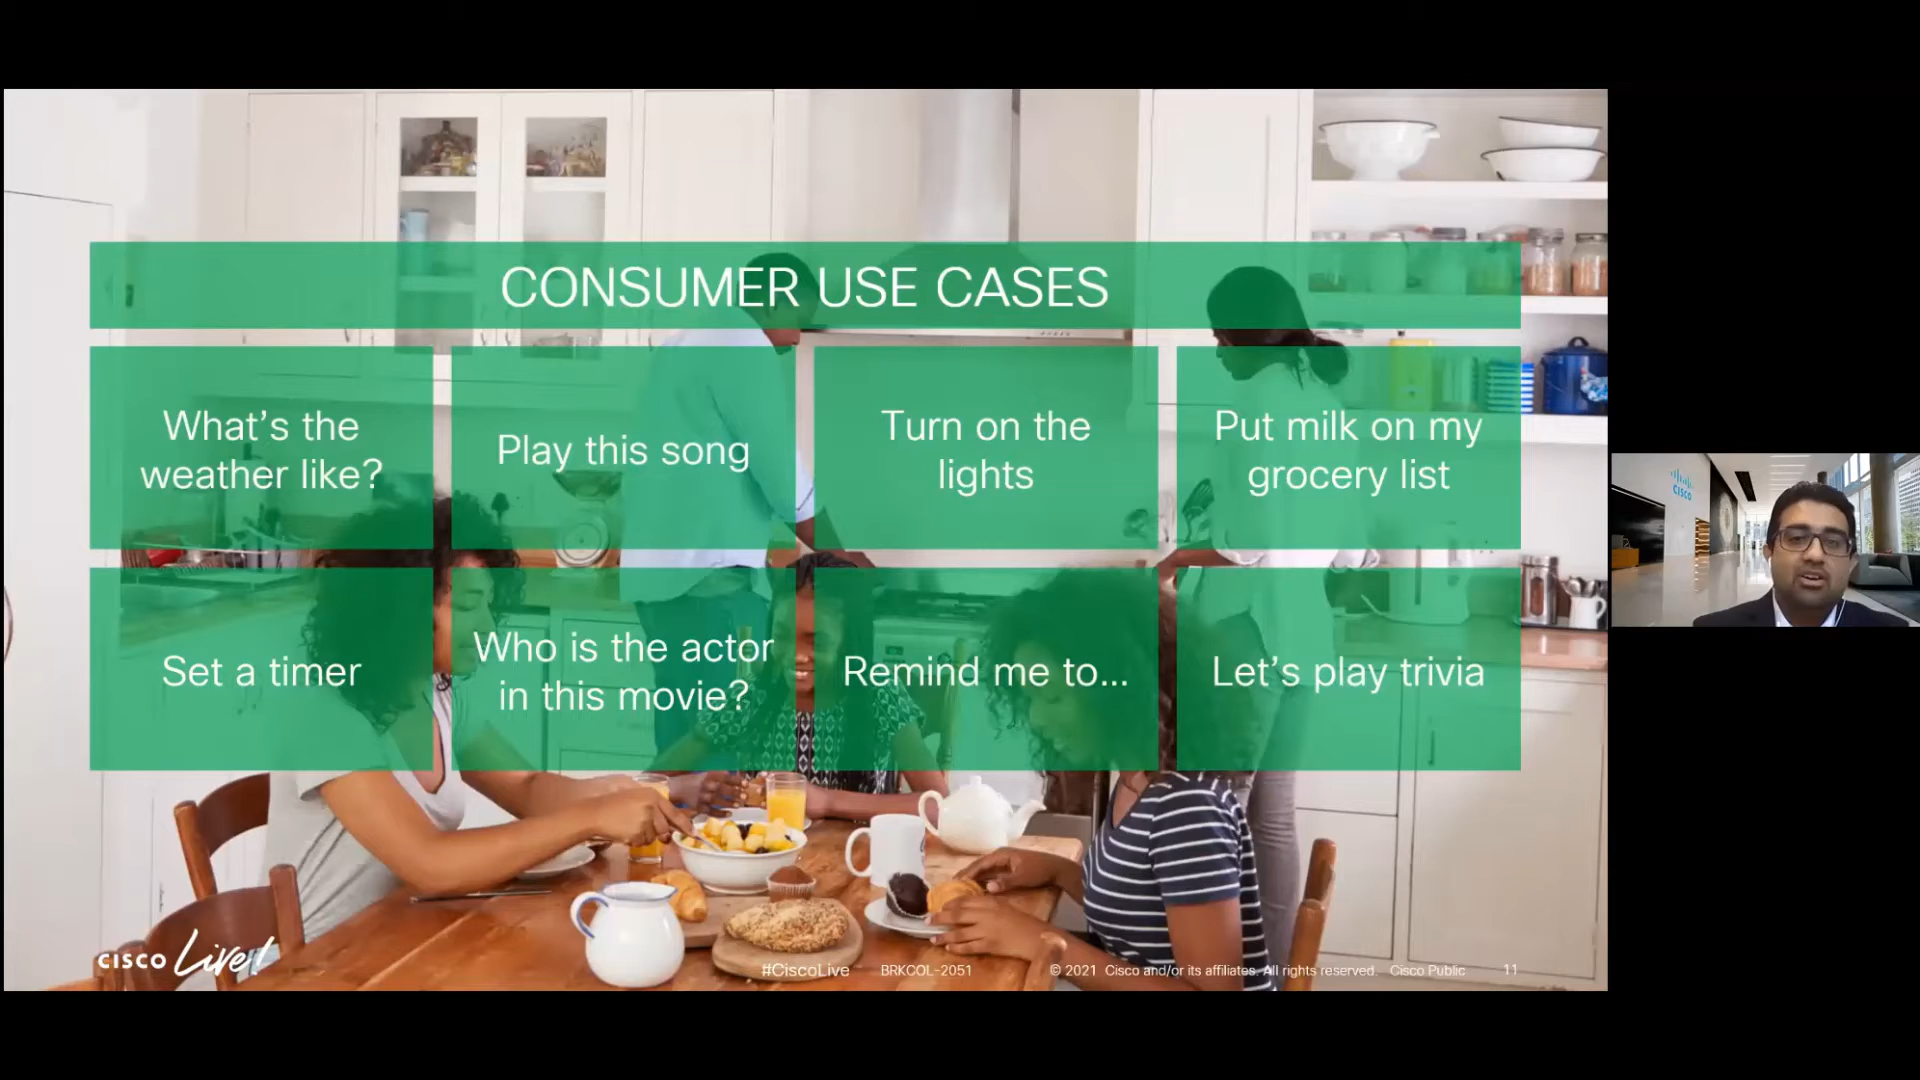 CONSUMER USE CASES
What’s the
weather like?
Play this song
Turn on the
lights
Put milk on my
grocery list
Set a timer
Who is the actor
in this movie?
Remind me to...
Let’s play trivia
CISCO Live!
#CiscoLive BRKCOL-2051 © 2021 Cisco and/or its affiliates. All rights reserved. Cisco Public 11
CISCO